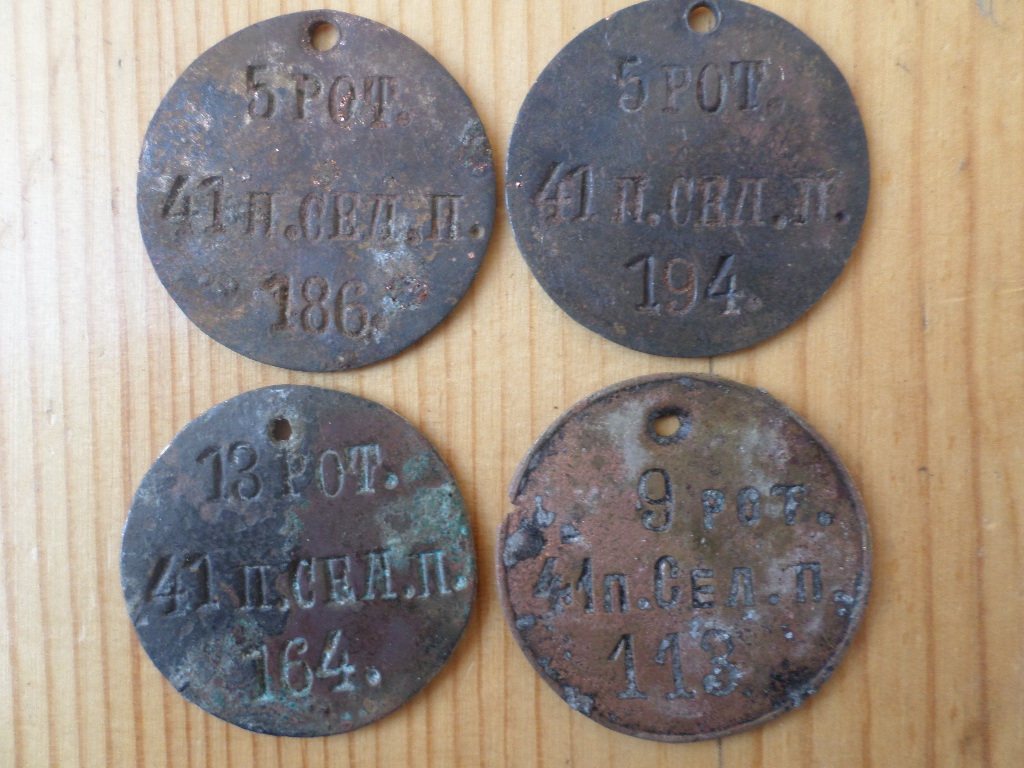 5 РОТ.
41 П.СЕЛ.П.
186.
5 РОТ.
41 П.СЕЛ.П.
194
13 РОТ.
41 П.СЕЛ.П.
164.
9 РОТ.
41 П.СЕЛ.П.
113.